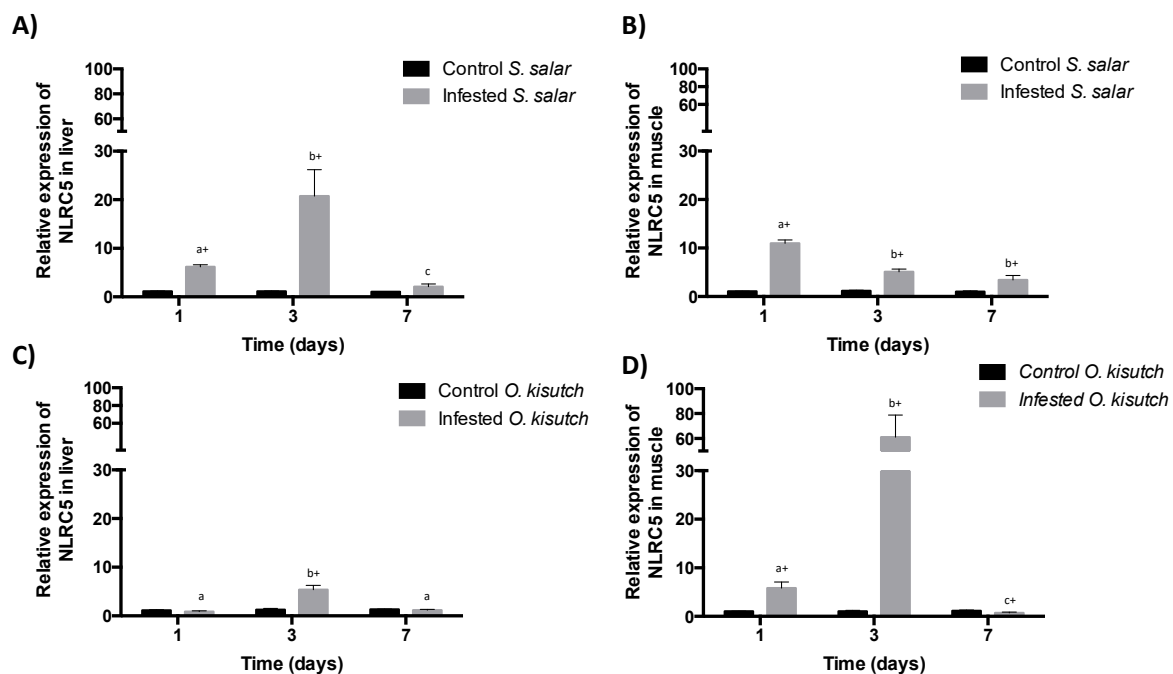 A)
Control S. salar
Infested S. salar
Relative expression of
NLRC5 in liver
100
80
60
30
20
10
0
a+
b+
c
1
3
7
Time (days)
B)
Control S. salar
Infested S. salar
Relative expression of
NLRC5 in muscle
100
80
60
30
20
10
0
a+
b+
b+
1
3
7
Time (days)
C)
Control O. kisutch
Infested O. kisutch
Relative expression of
NLRC5 in liver
100
80
60
30
20
10
0
a
b+
a
1
3
7
Time (days)
D)
Control O. kisutch
Infested O. kisutch
Relative expression of
NLRC5 in muscle
100
80
60
30
20
10
0
a+
b+
c+
1
3
7
Time (days)